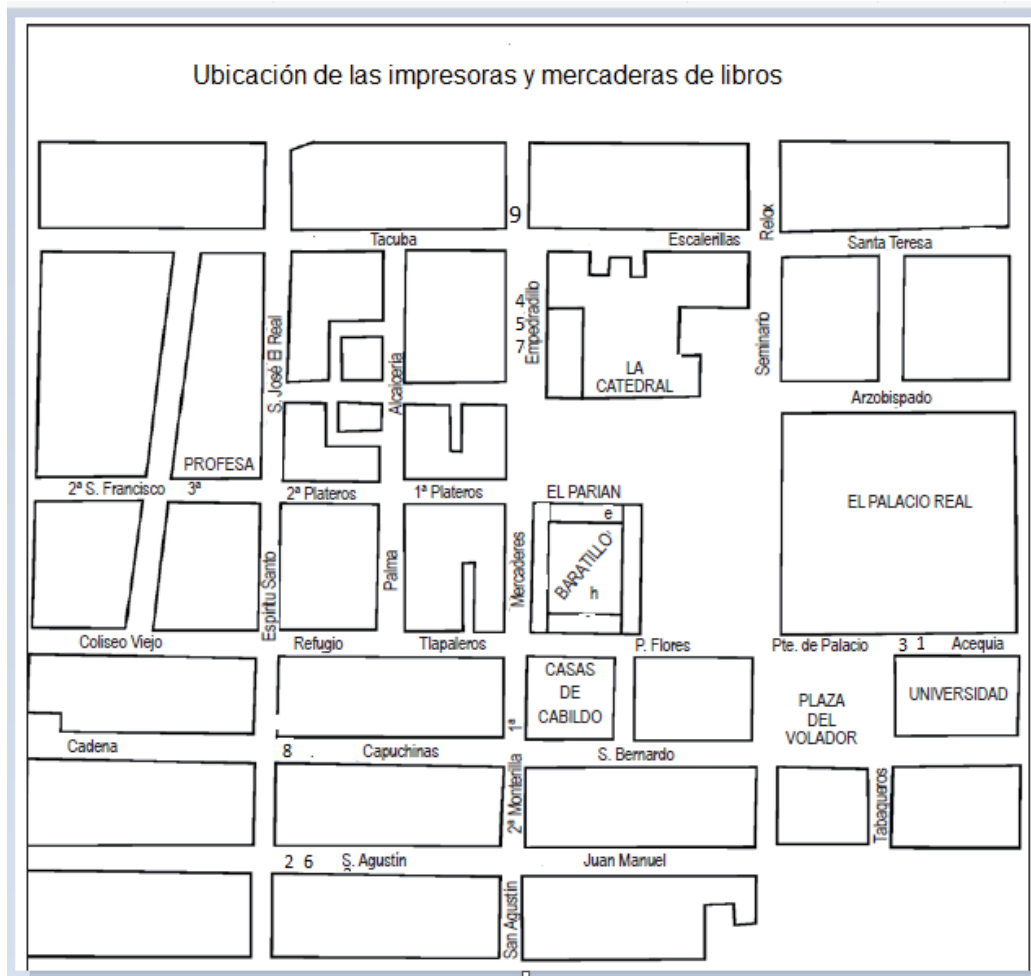 Ubicación de las impresoras y mercaderas de libros
9
Relox
Tacuba
Escalerillas
Santa Teresa
4
5
7
Empedradillo
S. José El Real
Alcaicería
Seminario
LA
CATEDRAL
Arzobispado
PROFESA
2ª S. Francisco 3ª
2ª Plateros
1ª Plateros
EL PARIAN
e
EL PALACIO REAL
Espíritu Santo
Palma
Mercaderes
BARATILLO
h
Coliseo Viejo
Refugio
Tlapaleros
P. Flores
Pte. de Palacio
3 1 Acequia
CASAS
DE
CABILDO
PLAZA
DEL
VOLADOR
UNIVERSIDAD
1ª
Cadena
8
Capuchinas
S. Bernardo
2ª Monterilla
Tabaqueros
2 6 S. Agustín
Juan Manuel
San Agustín